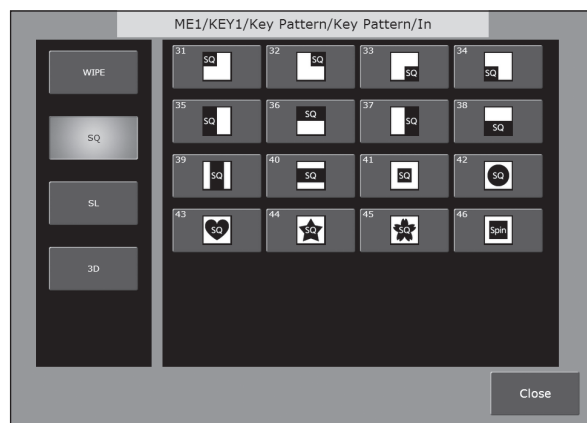 ME1/KEY1/Key Pattern/Key Pattern/In
WIPE
SQ
SL
3D
31 SQ
32 SQ
33 SQ
34 SQ
35 SQ
36 SQ
37 SQ
38 SQ
39 SQ
40 SQ
41 SQ
42 SQ
43 SQ
44 SQ
45 SQ
46 Spin
Close